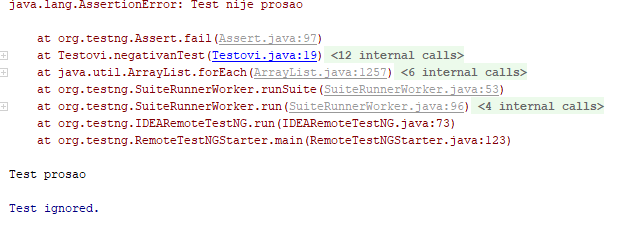 java.lang.AssertionError: Test nije prosao
at org.testng.Assert.fail(Assert.java:97)
at Testovi.negativanTest(Testovi.java:19) <12 internal calls>
at java.util.ArrayList.forEach(ArrayList.java:1257) <6 internal calls>
at org.testng.SuiteRunnerWorker.runSuite(SuiteRunnerWorker.java:53)
at org.testng.SuiteRunnerWorker.run(SuiteRunnerWorker.java:96) <4 internal calls>
at org.testng.IDEARemoteTestNG.run(IDEARemoteTestNG.java:73)
at org.testng.RemoteTestNGStarter.main(RemoteTestNGStarter.java:123)
Test prosao
Test ignored.